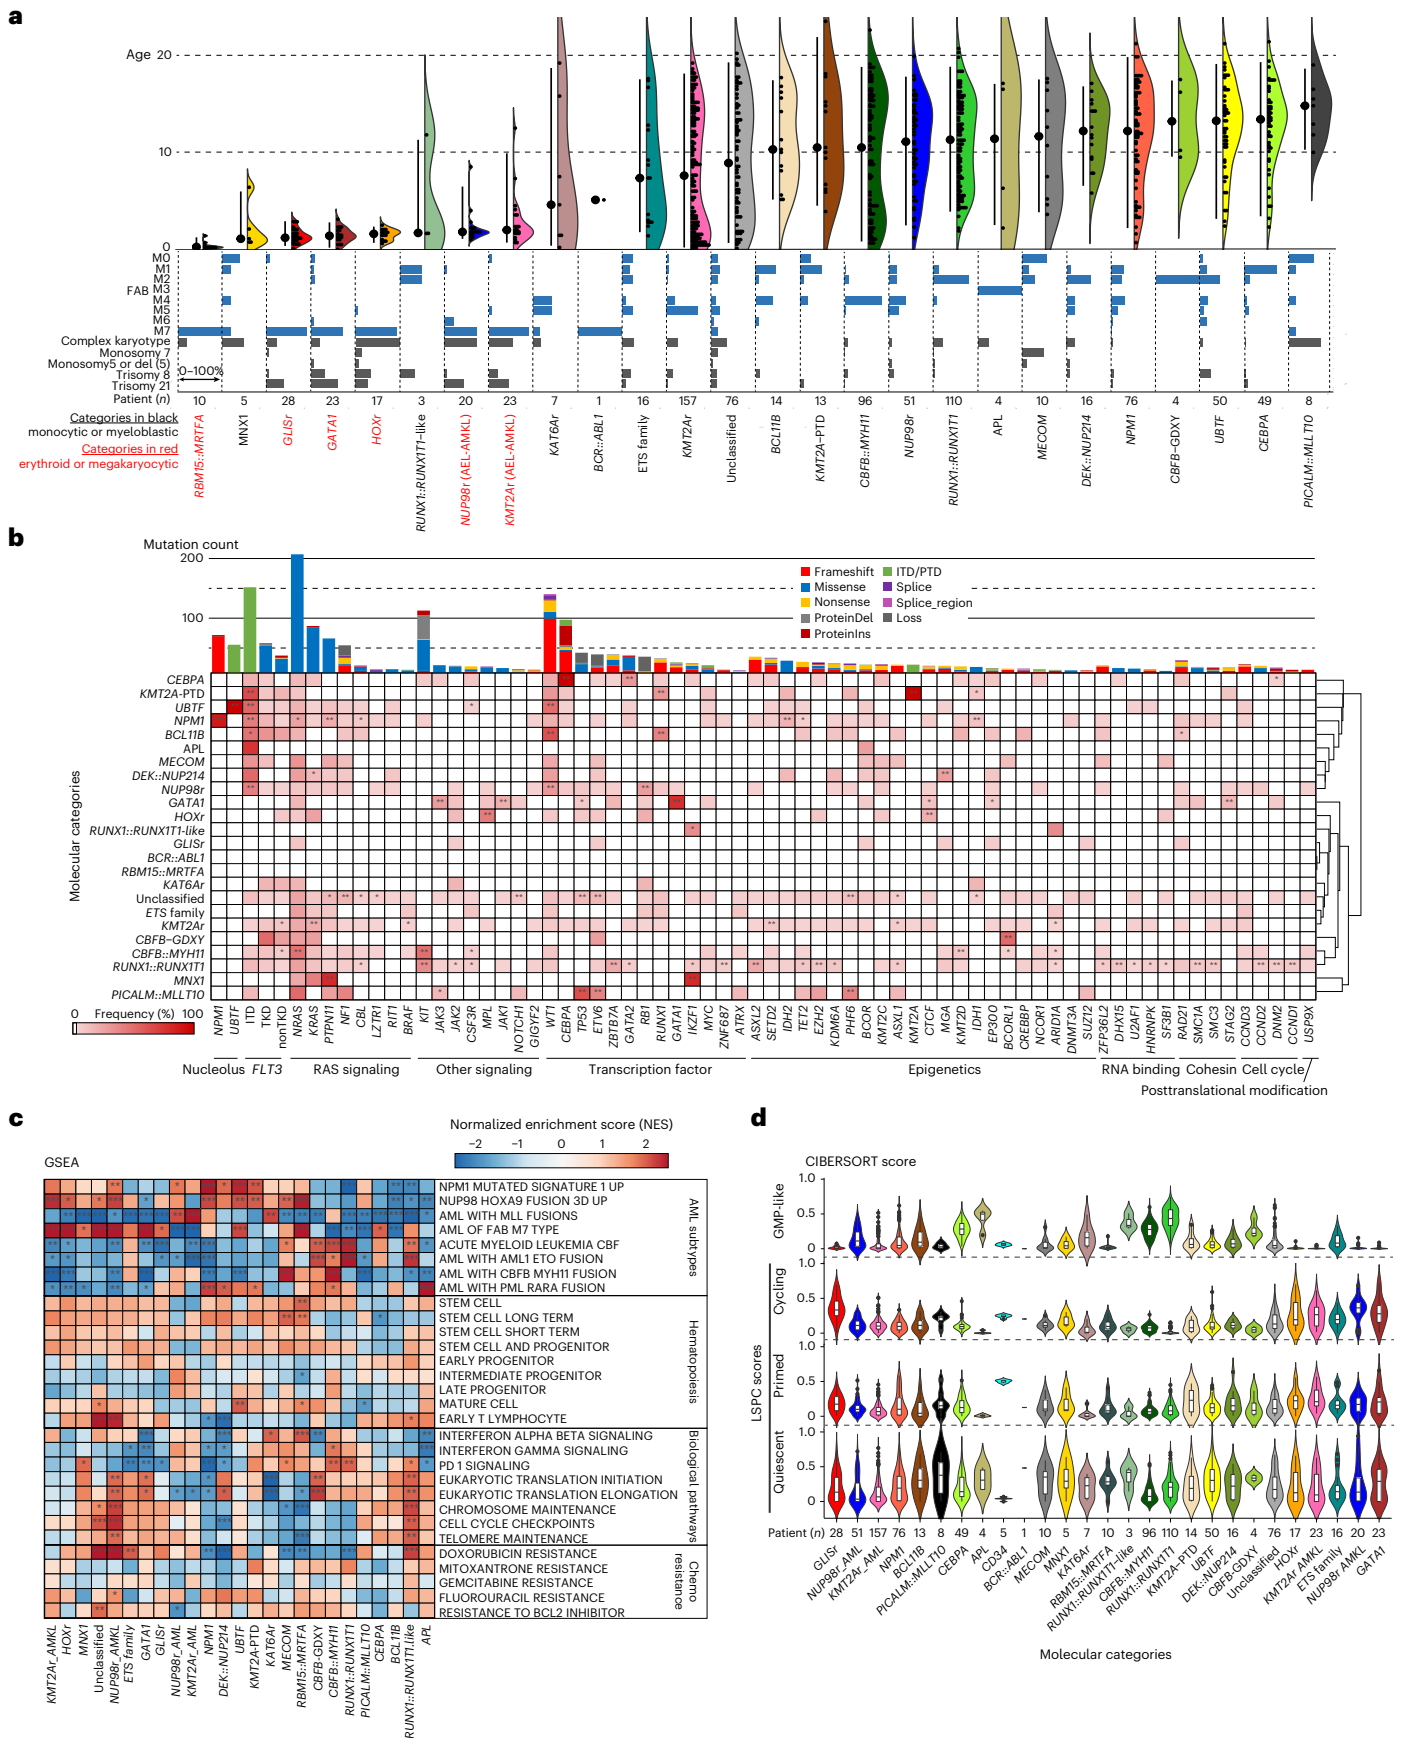 a
Age 20
10
0
M0
M1
M2
FAB M3
M4
M5
M6
M7
Complex karyotype
Monosomy 7
Monosomy5 or del (5)
Trisomy 8
0–100%
Trisomy 21
Patient (n) 10 5 28 23 17 3 20 23 7 1 16 157 76 14 13 96 51 110 4 10 16 76 4 50 49 8
Categories in black
monocytic or myeloblastic
Categories in red
erythroid or megakaryocytic
RBM15::MRTFA
MNX1
GLISr
GATA1
HOXr
RUNX1::RUNX1T1–like
NUP98r (AEL-AMKL)
KMT2Ar (AEL-AMKL)
KAT6Ar
BCR::ABL1
ETS family
KMT2Ar
Unclassified
BCL11B
KMT2A-PTD
CBFB::MYH11
NUP98r
RUNX1::RUNX1T1
APL
MECOM
DEK::NUP214
NPM1
CBFB–GDXY
UBTF
CEBPA
PICALM::MLLT10
b
Mutation count
200
100
Frameshift
Missense
Nonsense
ProteinDel
ProteinIns
ITD/PTD
Splice
Splice_region
Loss
Molecular categories
CEBPA
KMT2A-PTD
UBTF
NPM1
BCL11B
APL
MECOM
DEK::NUP214
NUP98r
GATA1
HOXr
RUNX1::RUNX1T1-like
GLISr
BCR::ABL1
RBM15::MRTFA
KAT6Ar
Unclassified
ETS family
KMT2Ar
CBFB–GDXY
CBFB::MYH11
RUNX1::RUNX1T1
MNX1
PICALM::MLLT10
0 Frequency (%) 100
NPM1
UBTF
ITD
TKD
nonTKD
NRAS
KRAS
PTPN11
NF1
CBL
LZTR1
RIT1
BRAF
KIT
JAK3
JAK2
CSF3R
MPL
JAK1
NOTCH1
GIGYF2
WT1
CEBPA
TP53
ETV6
ZBTB7A
GATA2
RB1
RUNX1
GATA1
IKZF1
MYC
ZNF687
ATRX
ASXL2
SETD2
IDH2
TET2
EZH2
KDM6A
PHF6
BCOR
KMT2C
ASXL1
KMT2A
CTCF
MGA
KMT2D
IDH1
EP300
BCORL1
CREBBP
NCOR1
ARID1A
DNMT3A
SUZ12
ZFP36L2
DHX15
U2AF1
HNRNPK
SF3B1
RAD21
SMC1A
SMC3
STAG2
CCND3
CCND2
DNM2
CCND1
USP9X
Nucleolus FLT3 RAS signaling Other signaling Transcription factor Epigenetics RNA binding Cohesin Cell cycle
Posttranslational modification
c
Normalized enrichment score (NES)
−2 −1 0 1 2
GSEA
NPM1 MUTATED SIGNATURE 1 UP
NUP98 HOXA9 FUSION 3D UP
AML WITH MLL FUSIONS
AML OF FAB M7 TYPE
ACUTE MYELOID LEUKEMIA CBF
AML WITH AML1 ETO FUSION
AML WITH CBFB MYH11 FUSION
AML WITH PML RARA FUSION
AML subtypes
STEM CELL
STEM CELL LONG TERM
STEM CELL SHORT TERM
STEM CELL AND PROGENITOR
EARLY PROGENITOR
INTERMEDIATE PROGENITOR
LATE PROGENITOR
MATURE CELL
EARLY T LYMPHOCYTE
Hematopoiesis
INTERFERON ALPHA BETA SIGNALING
INTERFERON GAMMA SIGNALING
PD 1 SIGNALING
EUKARYOTIC TRANSLATION INITIATION
EUKARYOTIC TRANSLATION ELONGATION
CHROMOSOME MAINTENANCE
CELL CYCLE CHECKPOINTS
TELOMERE MAINTENANCE
Biological pathways
DOXORUBICIN RESISTANCE
MITOXANTRONE RESISTANCE
GEMCITABINE RESISTANCE
FLUOROURACIL RESISTANCE
RESISTANCE TO BCL2 INHIBITOR
Chemo
resistance
KMT2Ar_AMKL
HOXr
MNX1
Unclassified
NUP98r_AMKL
ETS family
GATA1
GLISr
NUP98r_AML
KMT2Ar_AML
NPM1
DEK::NUP214
UBTF
KMT2A-PTD
KAT6Ar
MECOM
RBM15::MRTFA
CBFB-GDXY
CBFB::MYH11
RUNX1::RUNX1T1
PICALM::MLLT10
CEBPA
BCL11B
RUNX1::RUNX1T1.like
APL
d
CIBERSORT score
1.0
0.5
0
GMP-like
1.0
0.5
0
Cycling
1.0
0.5
0
Primed
1.0
0.5
0
Quiescent
LSPC scores
Patient (n) 28 51 157 76 13 8 49 4 5 1 10 5 7 10 3 96 110 14 50 16 4 76 17 23 16 20 23
GLISr
NUP98r_AML
KMT2Ar_AML
NPM1
BCL11B
PICALM::MLLT10
CEBPA
APL
CD34
BCR::ABL1
MECOM
MNX1
KAT6Ar
RBM15::MRTFA
RUNX1::RUNX1T1-like
CBFB::MYH11
RUNX1::RUNX1T1
KMT2A-PTD
UBTF
DEK::NUP214
CBFB-GDXY
Unclassified
HOXr
KMT2Ar AMKL
ETS family
NUP98r AMKL
GATA1
Molecular categories